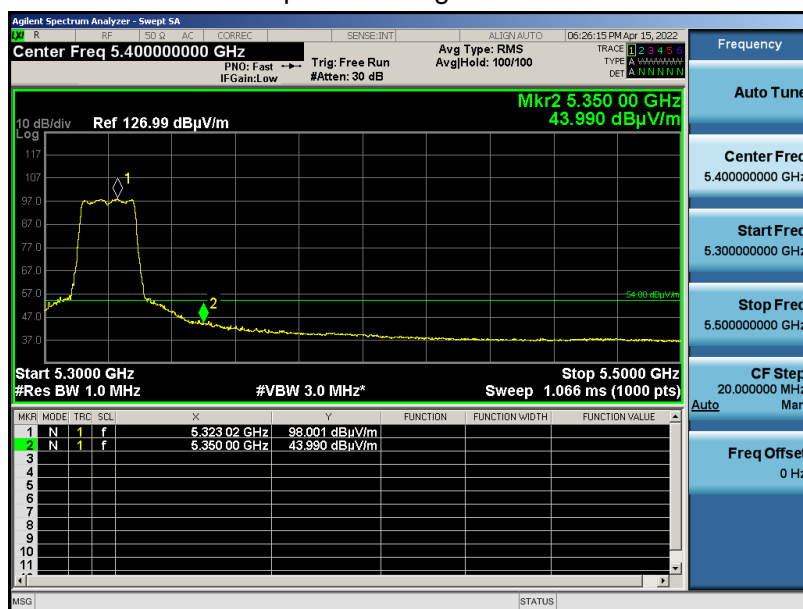 Agilent Spectrum Analyzer - Swept SA
LXI R RF 50 Ω AC CORREC SENSE:INT ALIGN AUTO 06:26:15 PM Apr 15, 2022
Center Freq 5.400000000 GHz
PNO: Fast
IFGain:Low
Trig: Free Run
#Atten: 30 dB
Avg Type: RMS
Avg|Hold: 100/100
TRACE 1 2 3 4 5 6
TYPE A WWWWW
DET A N N N N N
Mkr2 5.350 00 GHz
43.990 dBµV/m
10 dB/div Ref 126.99 dBµV/m
Log
117
107
97.0
87.0
77.0
67.0
57.0
47.0
37.0
1
2
54.00 dBµV/m
Start 5.3000 GHz Stop 5.5000 GHz
#Res BW 1.0 MHz #VBW 3.0 MHz* Sweep 1.066 ms (1000 pts)
MKR MODE TRC SCL X Y FUNCTION FUNCTION WIDTH FUNCTION VALUE
1 N 1 f 5.323 02 GHz 98.001 dBµV/m
2 N 1 f 5.350 00 GHz 43.990 dBµV/m
3
4
5
6
7
8
9
10
11
MSG STATUS
Frequency
Auto Tune
Center Freq
5.400000000 GHz
Start Freq
5.300000000 GHz
Stop Freq
5.500000000 GHz
CF Step
20.000000 MHz
Auto Man
Freq Offset
0 Hz